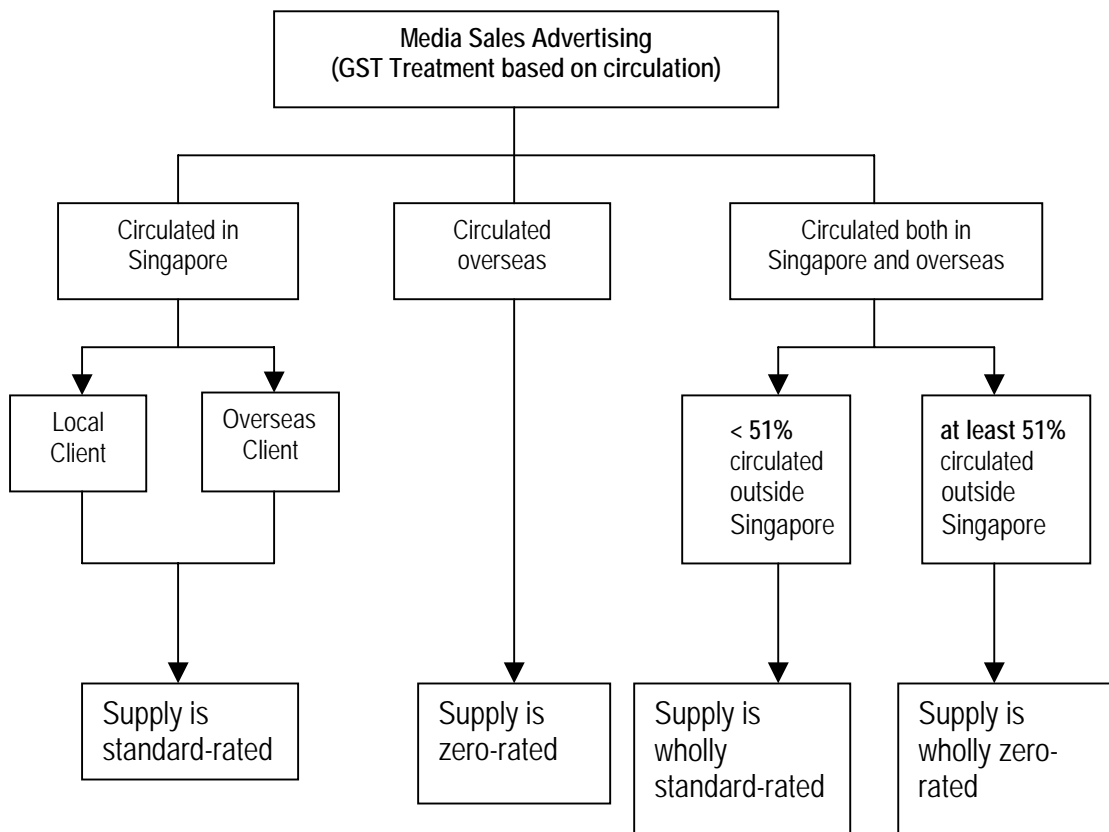 Media Sales Advertising
(GST Treatment based on circulation)
Circulated in
Singapore
Circulated
overseas
Circulated both in
Singapore and overseas
Local
Client
Overseas
Client
< 51%
circulated
outside
Singapore
at least 51%
circulated
outside
Singapore
Supply is
standard-rated
Supply is
zero-rated
Supply is
wholly
standard-rated
Supply is
wholly zero-
rated